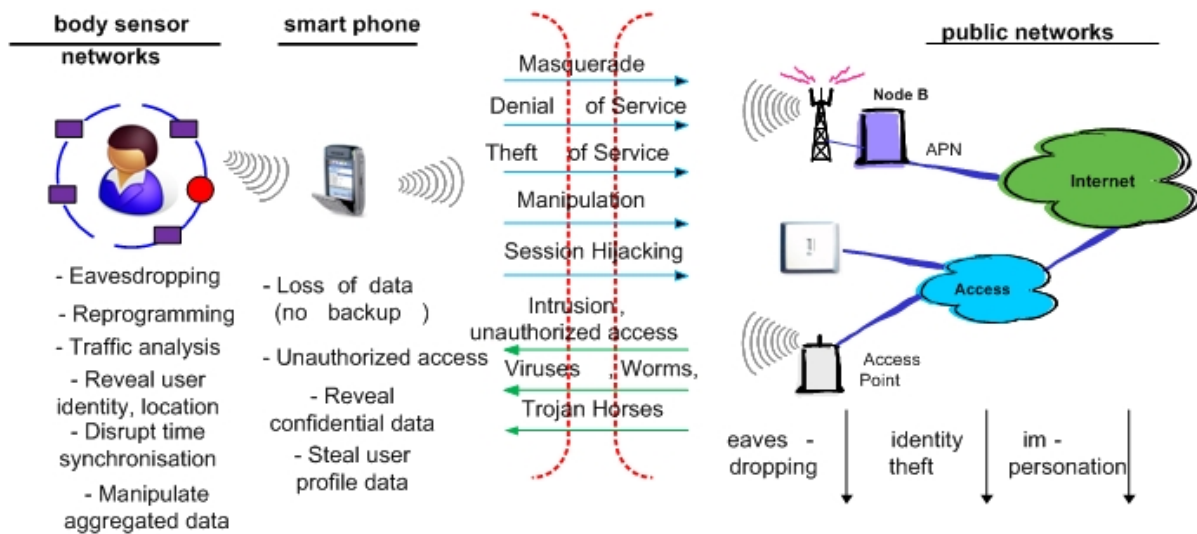 body sensor
networks
- Eavesdropping
- Reprogramming
- Traffic analysis
- Reveal user
identity, location
- Disrupt time
synchronisation
- Manipulate
aggregated data
smart phone
- Loss of data
(no backup )
- Unauthorized access
- Reveal
confidential data
- Steal user
profile data
Masquerade
Denial of Service
Theft of Service
Manipulation
Session Hijacking
Intrusion,
unauthorized access
Viruses , Worms,
Trojan Horses
public networks
Node B
APN
Internet
Access
Access
Point
eaves -
dropping
identity
theft
im -
personation